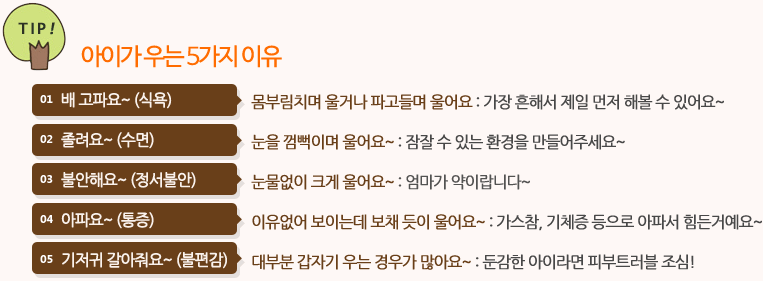 TIP!
아이가 우는 5가지 이유
01 배 고파요~ (식욕) 몸부림치며 울거나 파고들며 울어요 : 가장 흔해서 제일 먼저 해볼 수 있어요~
02 졸려요~ (수면) 눈을 껌뻑이며 울어요~ : 잠잘 수 있는 환경을 만들어주세요~
03 불안해요~ (정서불안) 눈물없이 크게 울어요~ : 엄마가 약이랍니다~
04 아파요~ (통증) 이유없어 보이는데 보채 듯이 울어요~ : 가스참, 기체증 등으로 아파서 힘든거예요~
05 기저귀 갈아줘요~ (불편감) 대부분 갑자기 우는 경우가 많아요~ : 둔감한 아이라면 피부트러블 조심!